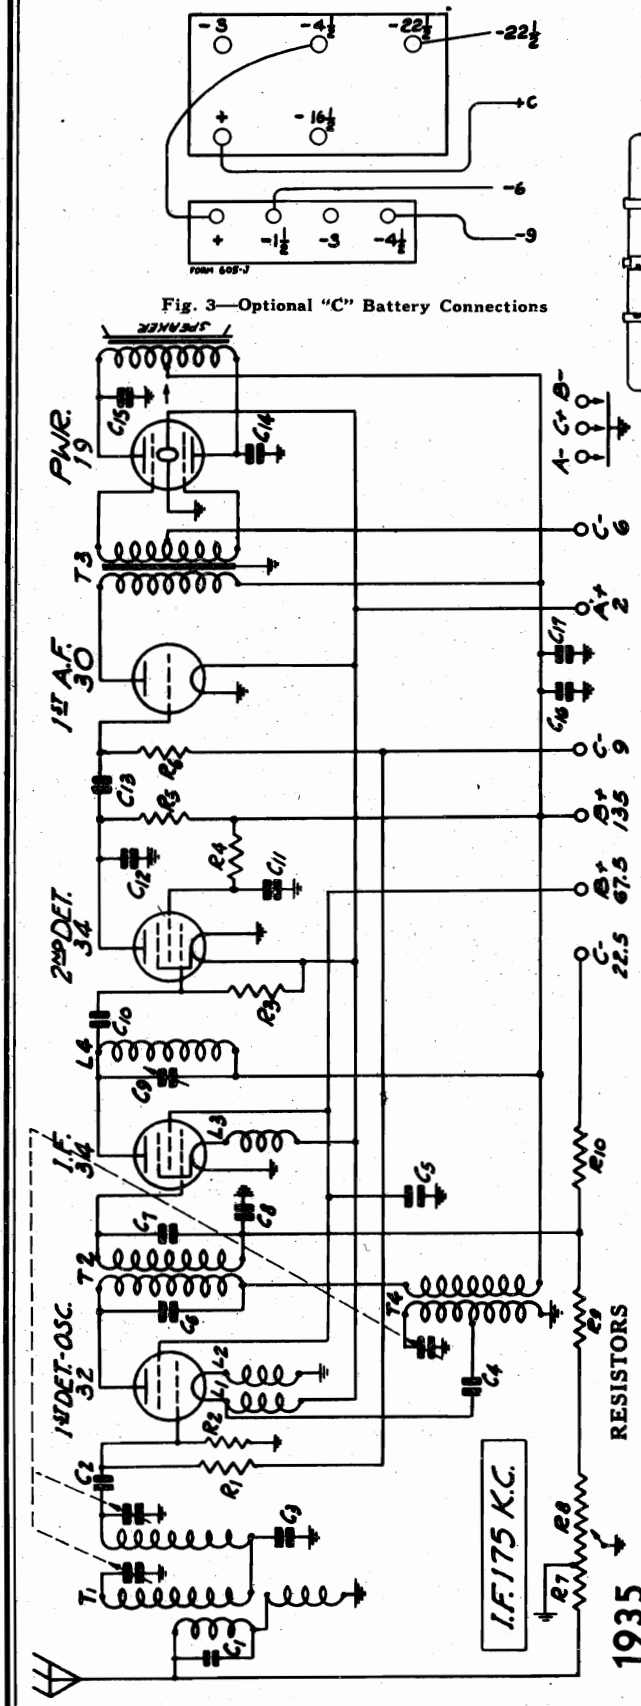 -3
-4½
-22½
-22½
+
-16½
+C
-6
+
-1½
-3
-4½
-9
FORM 605-J
Fig. 3—Optional "C" Battery Connections
SPEAKER
C15
C14
PWR.
19
T3
1ST A.F.
30
C13
R5
R6
C12
R4
C11
2ND DET.
34
C10
R3
L4
C9
I.F.
34
L3
C7
C8
C5
T2
C6
1ST DET.-OSC.
32
L2
L1
R2
R1
C2
C3
T1
C1
T4
C4
A- C+ B-
C-
6
A+
2
C17
C16
C-
9
B+
135
B+
67.5
C-
22.5
R10
R9
R8
R7
I.F. 175 K.C.
RESISTORS
1935